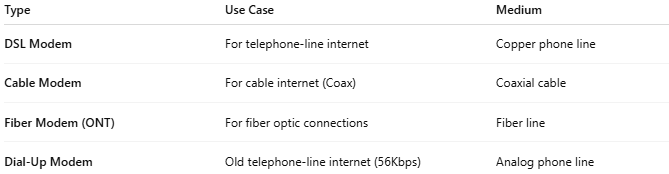 Type Use Case Medium
DSL Modem For telephone-line internet Copper phone line
Cable Modem For cable internet (Coax) Coaxial cable
Fiber Modem (ONT) For fiber optic connections Fiber line
Dial-Up Modem Old telephone-line internet (56Kbps) Analog phone line